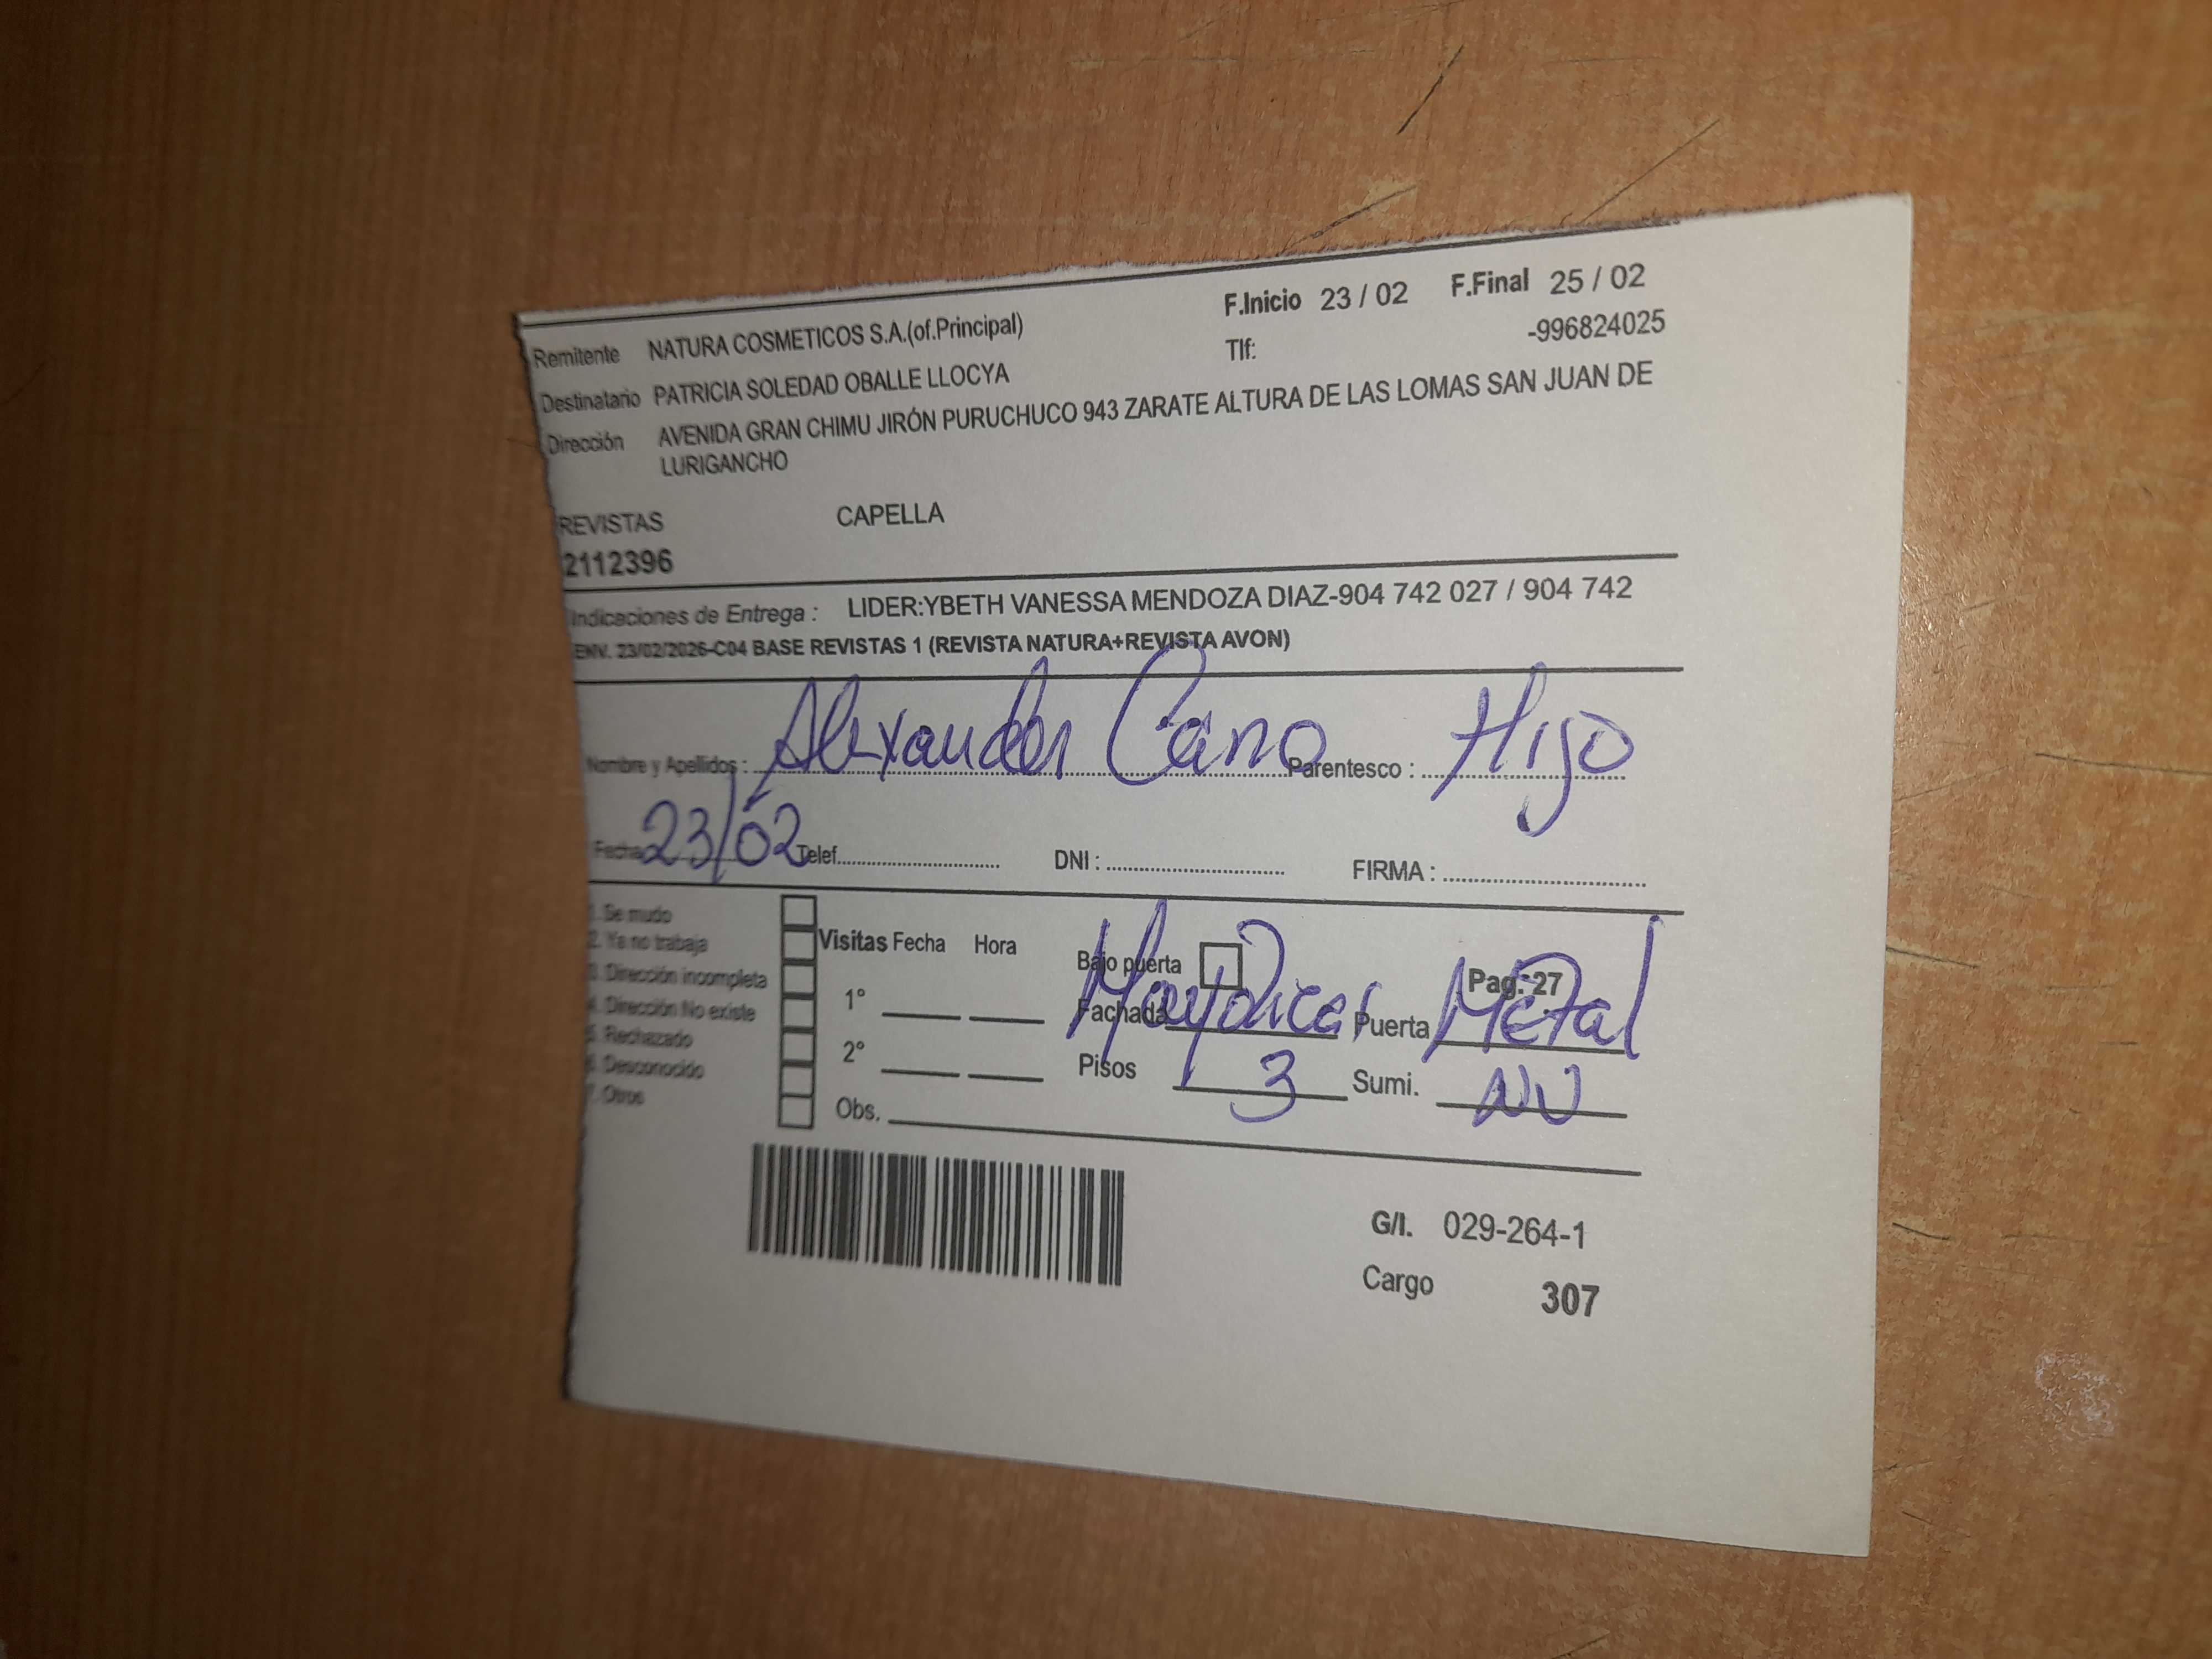 F.Inicio 23 / 02 F.Final 25 / 02
Remitente NATURA COSMETICOS S.A.(of.Principal) Tlf: -996824025
Destinatario PATRICIA SOLEDAD OBALLE LLOCYA
Dirección AVENIDA GRAN CHIMU JIRÓN PURUCHUCO 943 ZARATE ALTURA DE LAS LOMAS SAN JUAN DE
LURIGANCHO
REVISTAS CAPELLA
2112396
Indicaciones de Entrega : LIDER:YBETH VANESSA MENDOZA DIAZ-904 742 027 / 904 742
ENV. 23/02/2026-C04 BASE REVISTAS 1 (REVISTA NATURA+REVISTA AVON)
Nombre y Apellidos : Alexander Cano Parentesco : Hijo
Fecha 23/02 Telef. DNI : FIRMA :
1. Se mudo
2. Ya no trabaja
3. Dirección incompleta
4. Dirección No existe
5. Rechazado
6. Desconocido
7. Otros
Visitas Fecha Hora
1°
2°
Obs.
Bajo puerta Pag.:27
Fachada Puerta Metal
Pisos 3 Sumi. NV
G/I. 029-264-1
Cargo 307